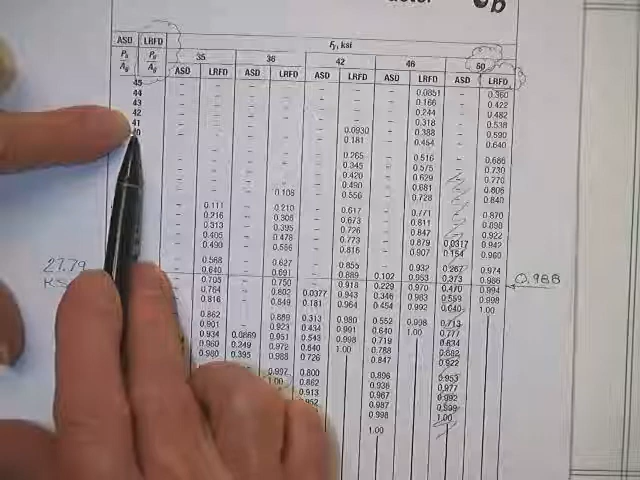 ASD LRFD Fy, ksi
35 36 42 46 50
ASD LRFD ASD LRFD ASD LRFD ASD LRFD ASD LRFD
45 – – – – – – – 0.0851 – 0.360
44 – – – – – – – 0.166 – 0.422
43 – – – – – – – 0.244 – 0.482
42 – – – – – – – 0.318 – 0.538
41 – – – – – 0.0930 – 0.388 – 0.590
– – – – – 0.181 – 0.454 – 0.640
– – – – – 0.265 – 0.516 – 0.686
– – – – – 0.345 – 0.575 – 0.730
– – – – – 0.420 – 0.629 – 0.770
– – – – – 0.490 – 0.681 – 0.806
– – – 0.108 – 0.556 – 0.728 – 0.840
– 0.111 – 0.210 – 0.617 – 0.771 – 0.870
– 0.216 – 0.306 – 0.673 – 0.811 – 0.898
– 0.313 – 0.395 – 0.726 – 0.847 – 0.922
– 0.405 – 0.478 – 0.773 – 0.879 0.0317 0.942
– 0.490 – 0.556 – 0.816 – 0.907 0.154 0.960
– 0.568 – 0.627 – 0.855 – 0.932 0.267 0.974
27.79 – 0.640 – 0.691 – 0.889 0.102 0.953 0.373 0.986 0.988
– 0.705 – 0.750 – 0.918 0.229 0.970 0.470 0.994
– 0.764 – 0.802 0.0377 0.943 0.346 0.983 0.559 0.998
– 0.816 – 0.849 0.181 0.964 0.454 0.992 0.640 1.00
0.862 – 0.889 0.313 0.980 0.552 0.998 0.713
0.901 – 0.923 0.434 0.991 0.640 1.00 0.777
0.934 0.0869 0.951 0.543 0.998 0.719 0.834
0.960 0.249 0.972 0.640 1.00 0.788 0.882
0.980 0.395 0.988 0.726 0.847 0.922
0.997 0.800 0.896 0.953
1.00 0.862 0.936 0.977
0.913 0.967 0.992
0.987 0.999
0.998 1.00
1.00